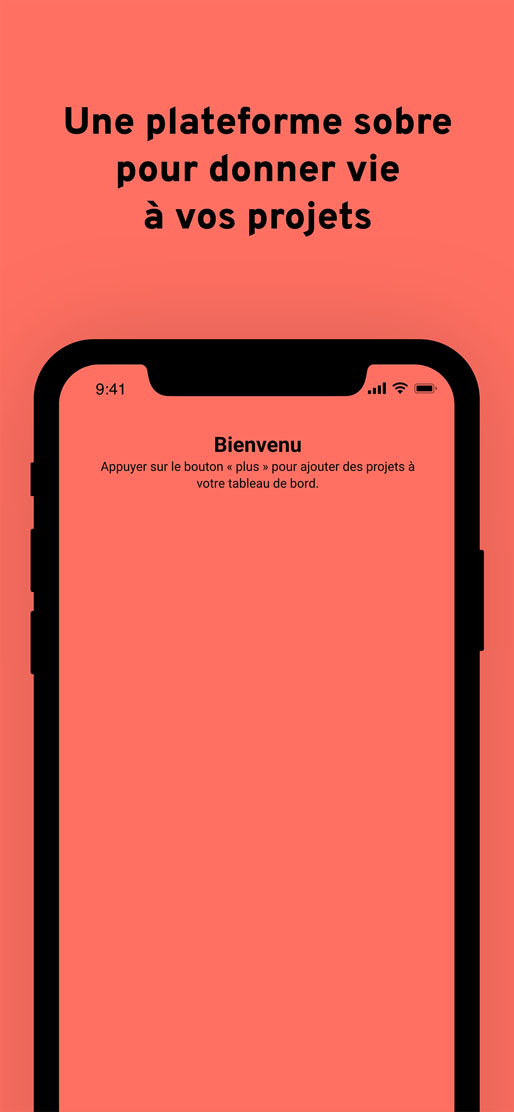 Une plateforme sobre
pour donner vie
à vos projets
9:41
Bienvenu
Appuyer sur le bouton « plus » pour ajouter des projets à
votre tableau de bord.